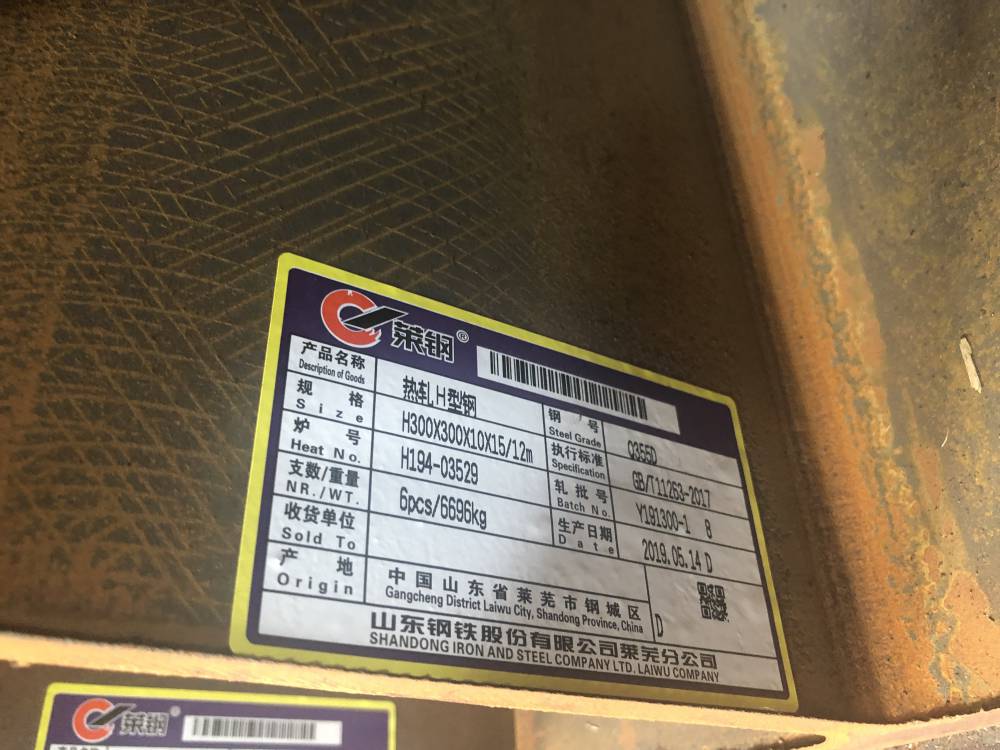 莱钢®
产品名称 热轧H型钢 钢号 Q355D
Description of Goods Steel Grade
规格 H300X300X10X15/12m 执行标准 GB/T11263-2017
Size Specification
炉号 H194-03529 轧批号 Y191300-1 B
Heat No. Batch No.
支数/重量 6pcs/6696kg 生产日期 2019.05.14 D
NR./WT. Date
收货单位
Sold To
产地 中国山东省莱芜市钢城区 D
Origin Gangcheng District Laiwu City, Shandong Province, China
山东钢铁股份有限公司莱芜分公司
SHANDONG IRON AND STEEL COMPANY LTD. LAIWU COMPANY
莱钢®